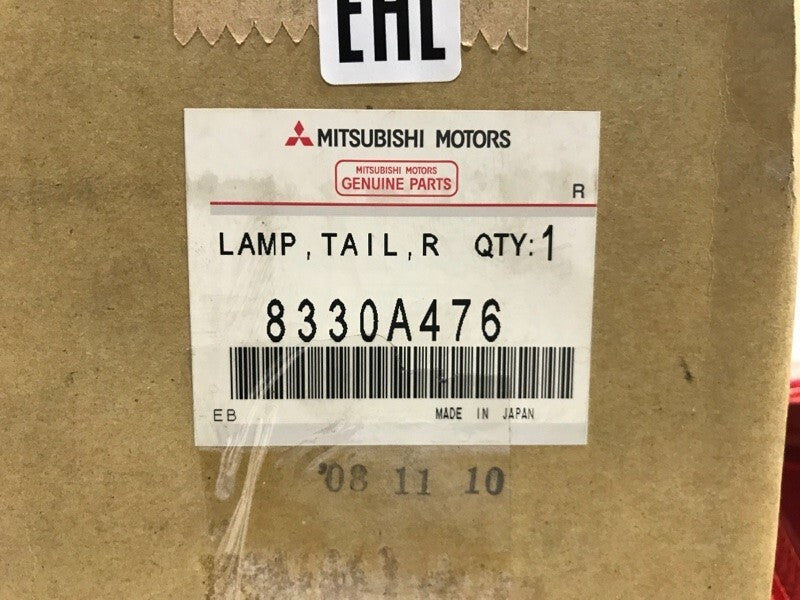 EAC
MITSUBISHI MOTORS
MITSUBISHI MOTORS
GENUINE PARTS
R
LAMP, TAIL, R QTY:1
8330A476
EB MADE IN JAPAN
'08 11 10